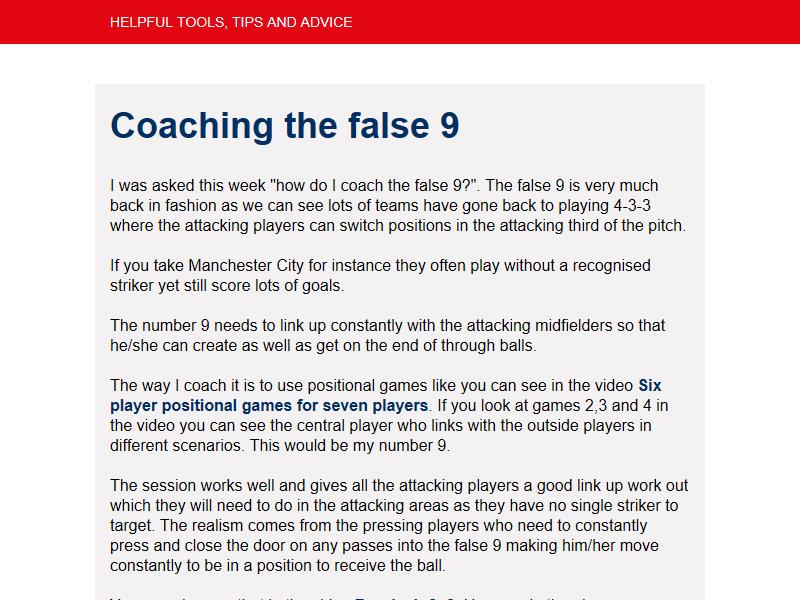 HELPFUL TOOLS, TIPS AND ADVICE
Coaching the false 9
I was asked this week "how do I coach the false 9?". The false 9 is very much
back in fashion as we can see lots of teams have gone back to playing 4-3-3
where the attacking players can switch positions in the attacking third of the pitch.
If you take Manchester City for instance they often play without a recognised
striker yet still score lots of goals.
The number 9 needs to link up constantly with the attacking midfielders so that
he/she can create as well as get on the end of through balls.
The way I coach it is to use positional games like you can see in the video Six
player positional games for seven players. If you look at games 2,3 and 4 in
the video you can see the central player who links with the outside players in
different scenarios. This would be my number 9.
The session works well and gives all the attacking players a good link up work out
which they will need to do in the attacking areas as they have no single striker to
target. The realism comes from the pressing players who need to constantly
press and close the door on any passes into the false 9 making him/her move
constantly to be in a position to receive the ball.